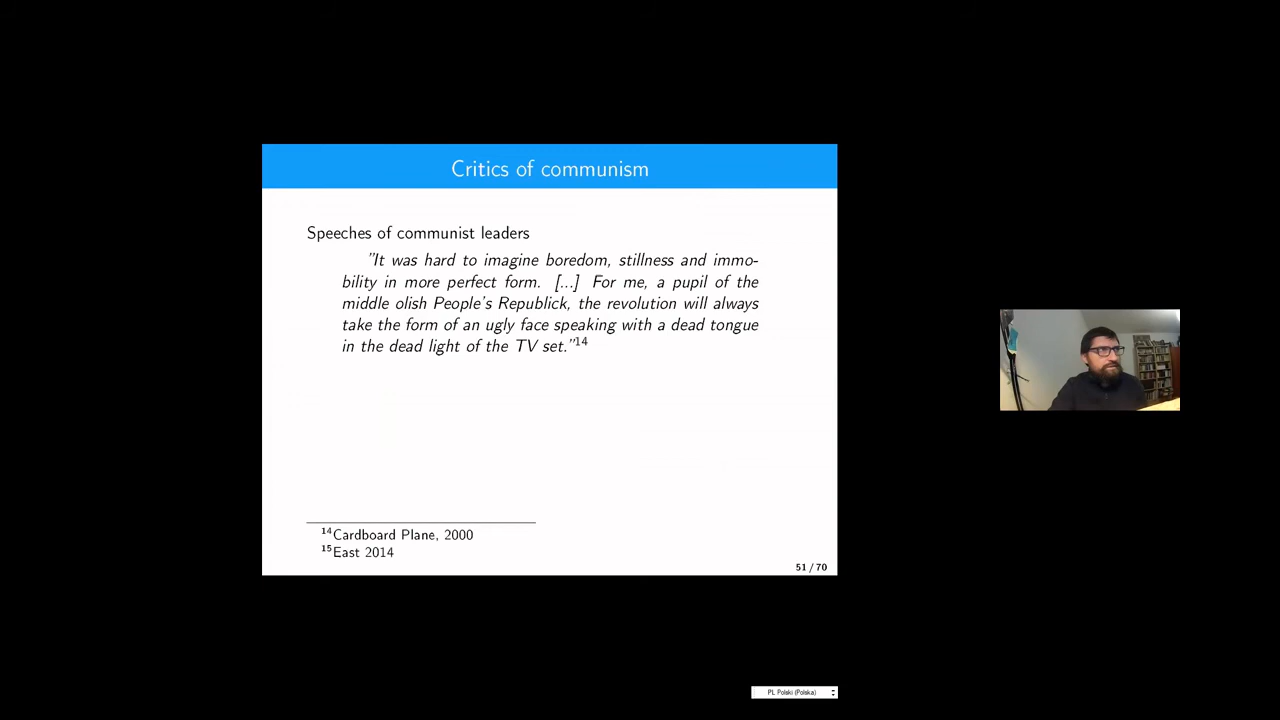 Critics of communism
Speeches of communist leaders
"It was hard to imagine boredom, stillness and immo-
bility in more perfect form. [...] For me, a pupil of the
middle olish People's Republick, the revolution will always
take the form of an ugly face speaking with a dead tongue
in the dead light of the TV set."14
14Cardboard Plane, 2000
15East 2014
51 / 70
PL Polski (Polska)